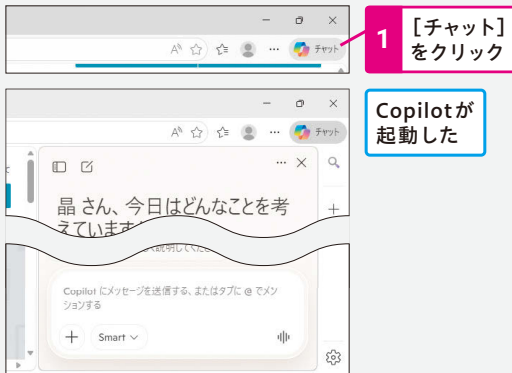 チャット
1
[チャット]
をクリック
チャット
Copilotが
起動した
晶 さん、今日はどんなことを考
えています
Copilot にメッセージを送信する、またはタブに @ でメン
ションする
Smart